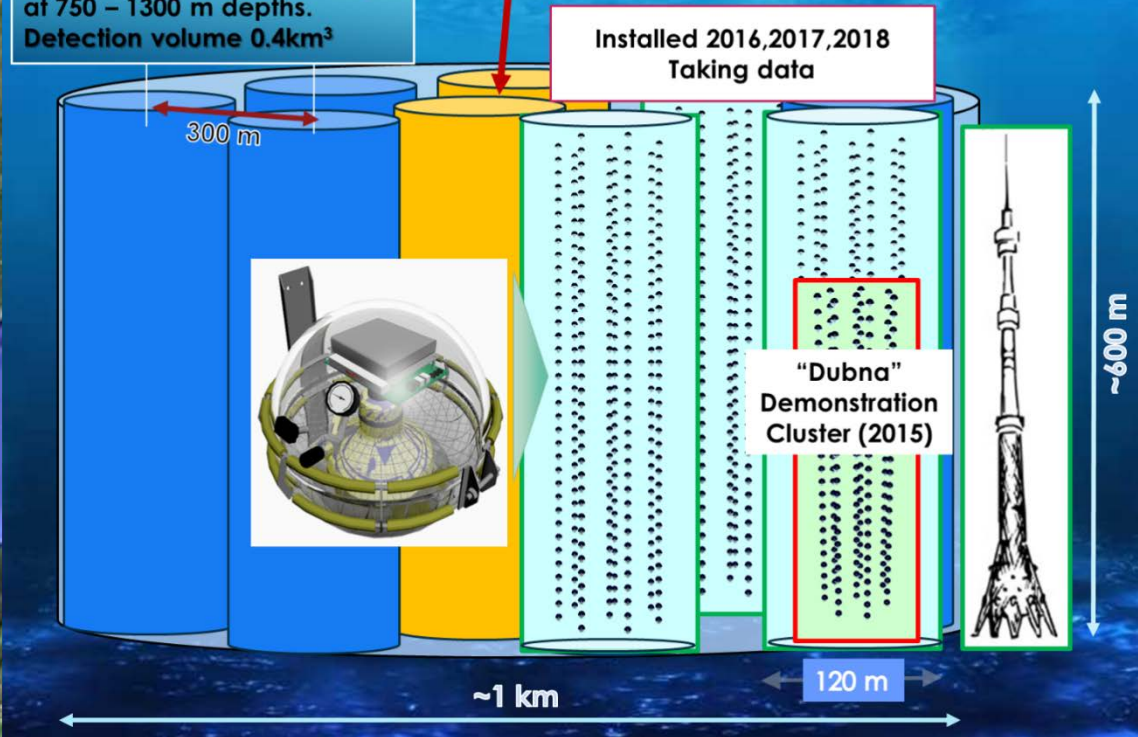 at 750 – 1300 m depths.
Detection volume 0.4km³
Installed 2016,2017,2018
Taking data
300 m
"Dubna"
Demonstration
Cluster (2015)
~600 m
120 m
~1 km